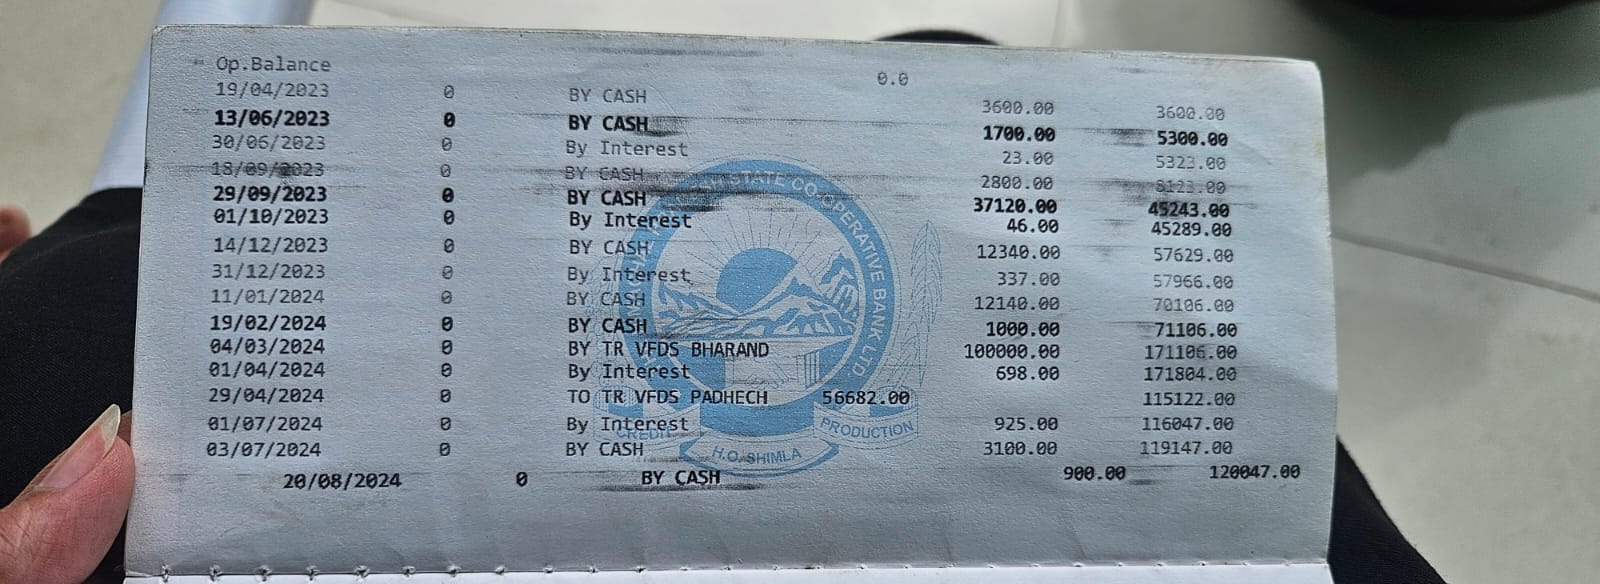 Op.Balance 0.0
19/04/2023 0 BY CASH 3600.00 3600.00
13/06/2023 0 BY CASH 1700.00 5300.00
30/06/2023 0 By Interest 23.00 5323.00
18/09/2023 0 BY CASH 2800.00 8123.00
29/09/2023 0 BY CASH 37120.00 45243.00
01/10/2023 0 By Interest 46.00 45289.00
14/12/2023 0 BY CASH 12340.00 57629.00
31/12/2023 0 By Interest 337.00 57966.00
11/01/2024 0 BY CASH 12140.00 70106.00
19/02/2024 0 BY CASH 1000.00 71106.00
04/03/2024 0 BY TR VFDS BHARAND 100000.00 171106.00
01/04/2024 0 By Interest 698.00 171804.00
29/04/2024 0 TO TR VFDS PADHECH 56682.00 115122.00
01/07/2024 0 By Interest 925.00 116047.00
03/07/2024 0 BY CASH 3100.00 119147.00
20/08/2024 0 BY CASH 900.00 120047.00
STATE CO-OPERATIVE BANK LTD.
CREDIT PRODUCTION
H.O. SHIMLA